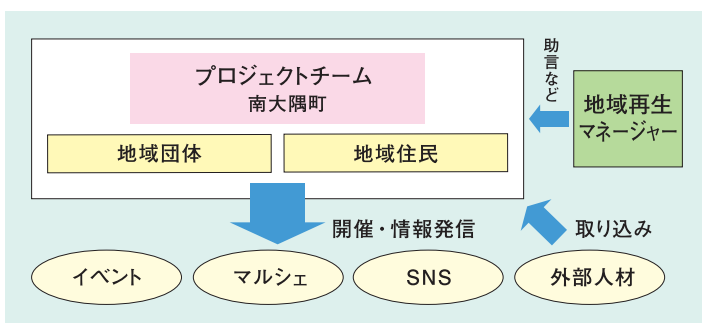 プロジェクトチーム
南大隅町
地域団体
地域住民
助言など
地域再生
マネージャー
開催・情報発信
取り込み
イベント
マルシェ
SNS
外部人材